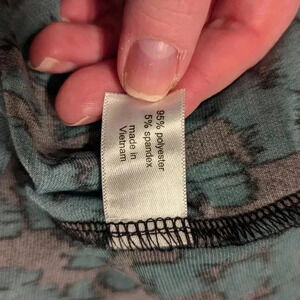 95% polyester
5% spandex
made in
Vietnam